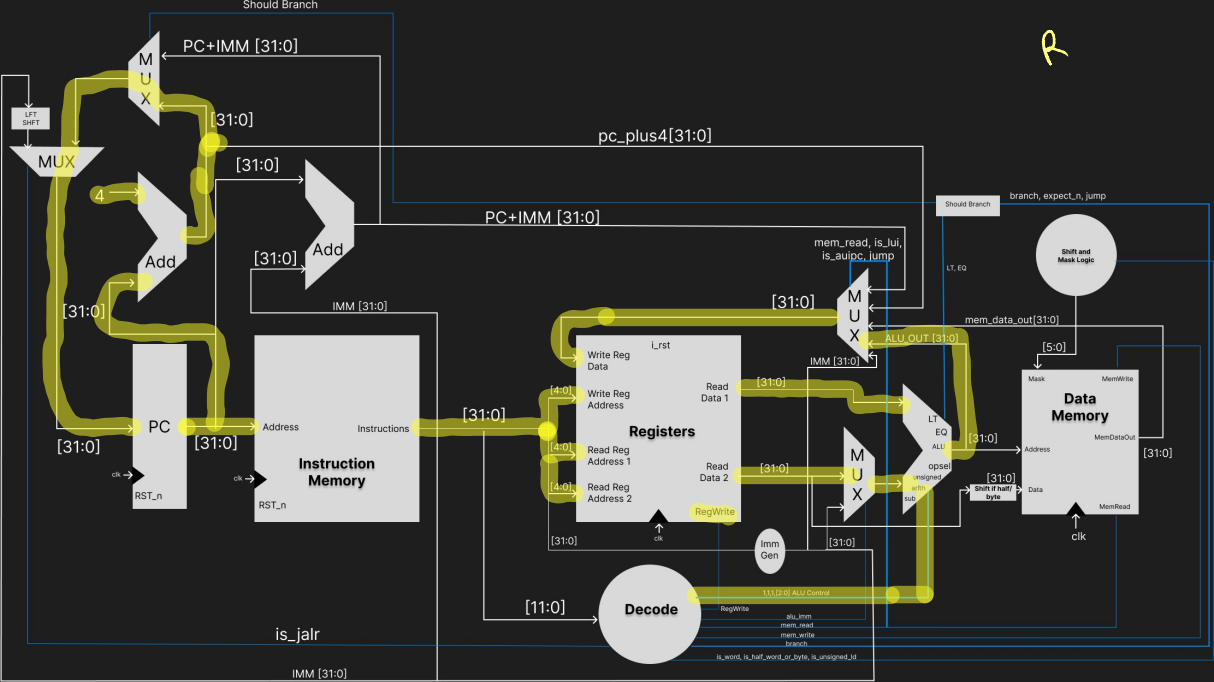 Should Branch
R
PC+IMM [31:0]
M
U
X
LFT
SHFT
[31:0]
pc_plus4[31:0]
MUX
[31:0]
4
branch, expect_n, jump
Should Branch
PC+IMM [31:0]
Add
Add
[31:0]
mem_read, is_lui,
is_auipc, jump
Shift and
Mask Logic
LT, EQ
[31:0]
IMM [31:0]
[31:0]
M
U
X
mem_data_out[31:0]
ALU_OUT [31:0]
[5:0]
i_rst
Write Reg
Data
IMM [31:0]
Mask
MemWrite
[4:0]
Write Reg
Address
Read
Data 1
[31:0]
Data
Memory
[31:0]
PC
[31:0]
[31:0]
Address
Instructions
[31:0]
Registers
LT
EQ
ALU
[31:0]
MemDataOut
[31:0]
[4:0]
Read Reg
Address 1
M
U
X
Address
Instruction
Memory
Read
Data 2
[31:0]
opsel
unsigned
arith
sub
[31:0]
clk
clk
[4:0]
Read Reg
Address 2
Shift if half/
byte
Data
RST_n
RST_n
RegWrite
MemRead
clk
clk
[31:0]
Imm
Gen
[31:0]
Decode
1,1,1,[2:0] ALU Control
[11:0]
RegWrite
alu_imm
mem_read
mem_write
branch
is_jalr
is_word, is_half_word_or_byte, is_unsigned_ld
IMM [31:0]